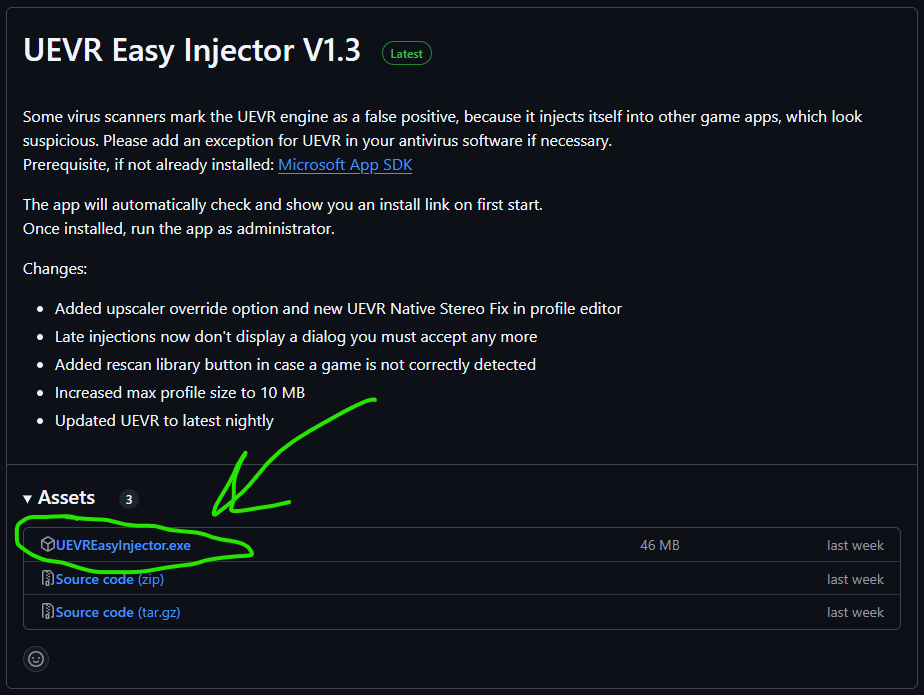 UEVR Easy Injector V1.3 Latest
Some virus scanners mark the UEVR engine as a false positive, because it injects itself into other game apps, which look
suspicious. Please add an exception for UEVR in your antivirus software if necessary.
Prerequisite, if not already installed: Microsoft App SDK
The app will automatically check and show you an install link on first start.
Once installed, run the app as administrator.
Changes:
• Added upscaler override option and new UEVR Native Stereo Fix in profile editor
• Late injections now don't display a dialog you must accept any more
• Added rescan library button in case a game is not correctly detected
• Increased max profile size to 10 MB
• Updated UEVR to latest nightly
Assets 3
UEVREasyInjector.exe 46 MB last week
Source code (zip) last week
Source code (tar.gz) last week